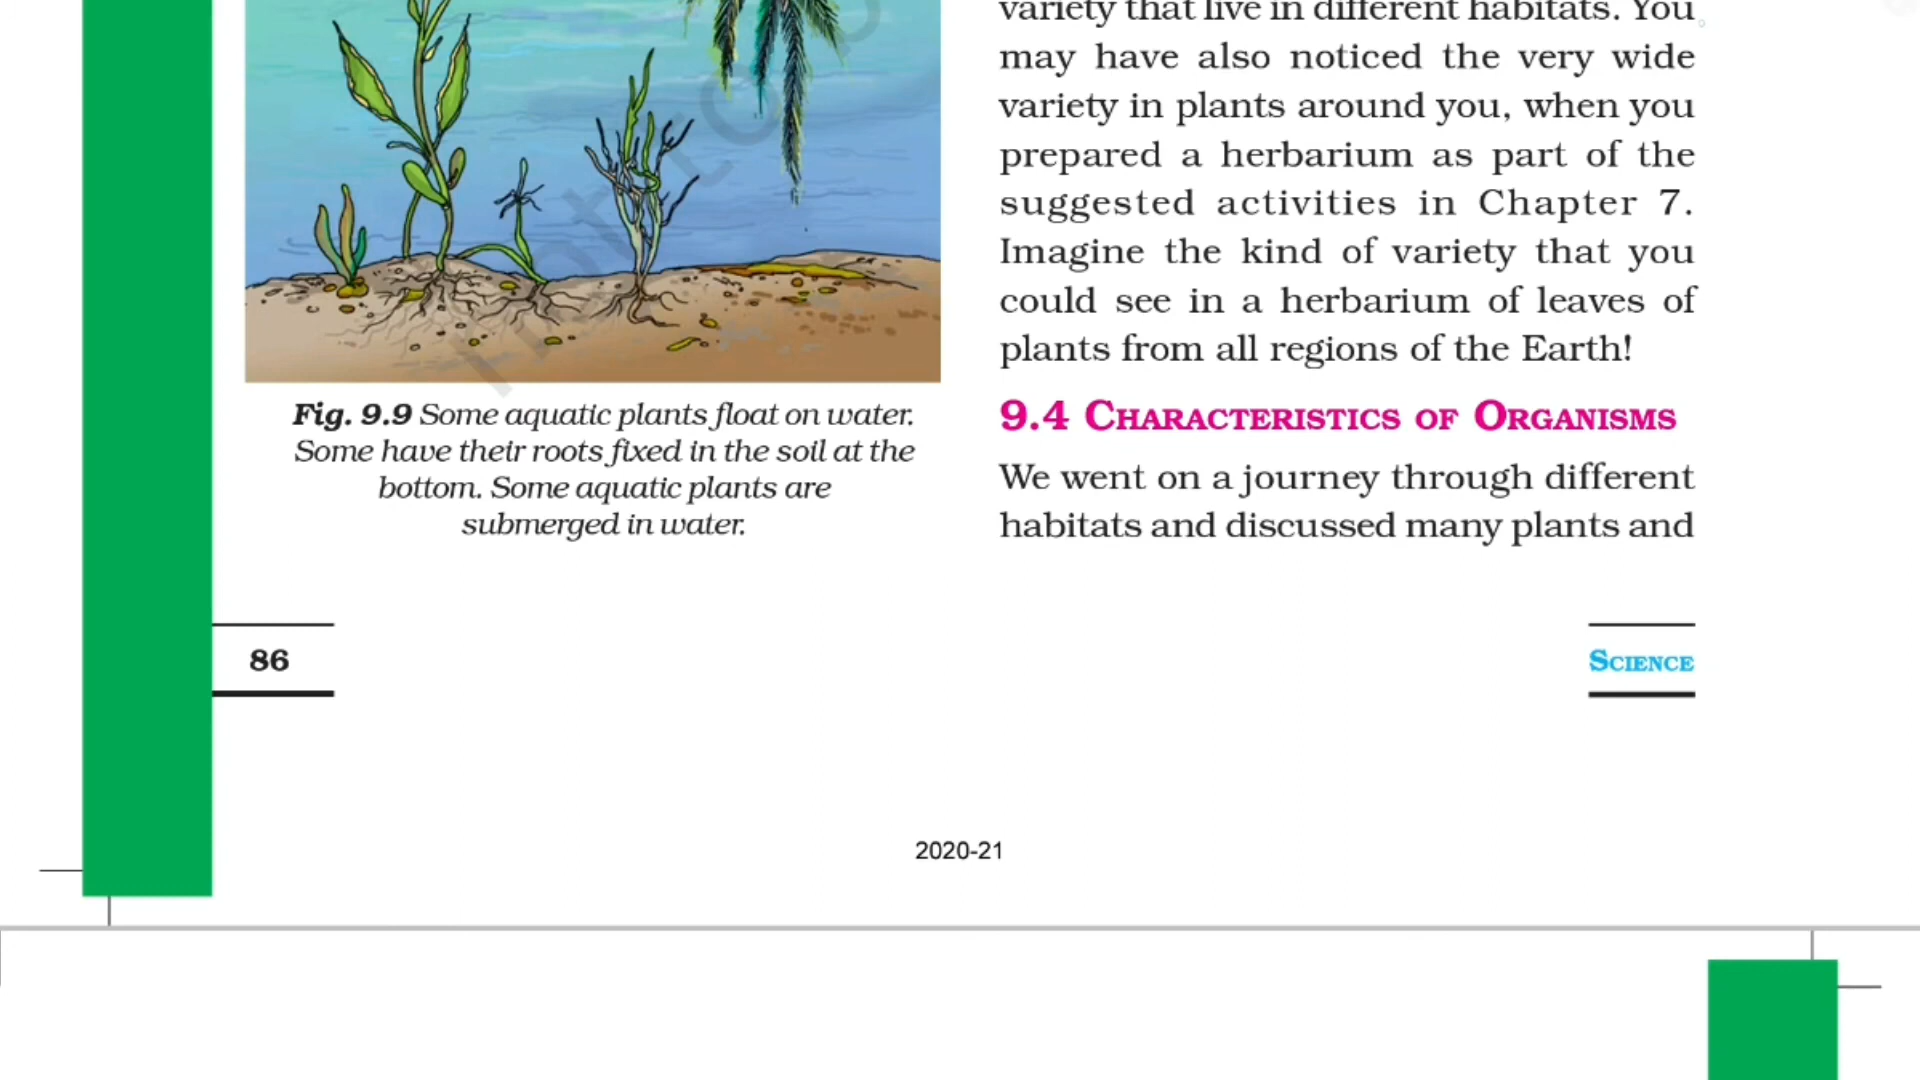 Fig. 9.9 Some aquatic plants float on water.
Some have their roots fixed in the soil at the
bottom. Some aquatic plants are
submerged in water.
variety that live in different habitats. You
may have also noticed the very wide
variety in plants around you, when you
prepared a herbarium as part of the
suggested activities in Chapter 7.
Imagine the kind of variety that you
could see in a herbarium of leaves of
plants from all regions of the Earth!
9.4 CHARACTERISTICS OF ORGANISMS
We went on a journey through different
habitats and discussed many plants and
86
SCIENCE
2020-21